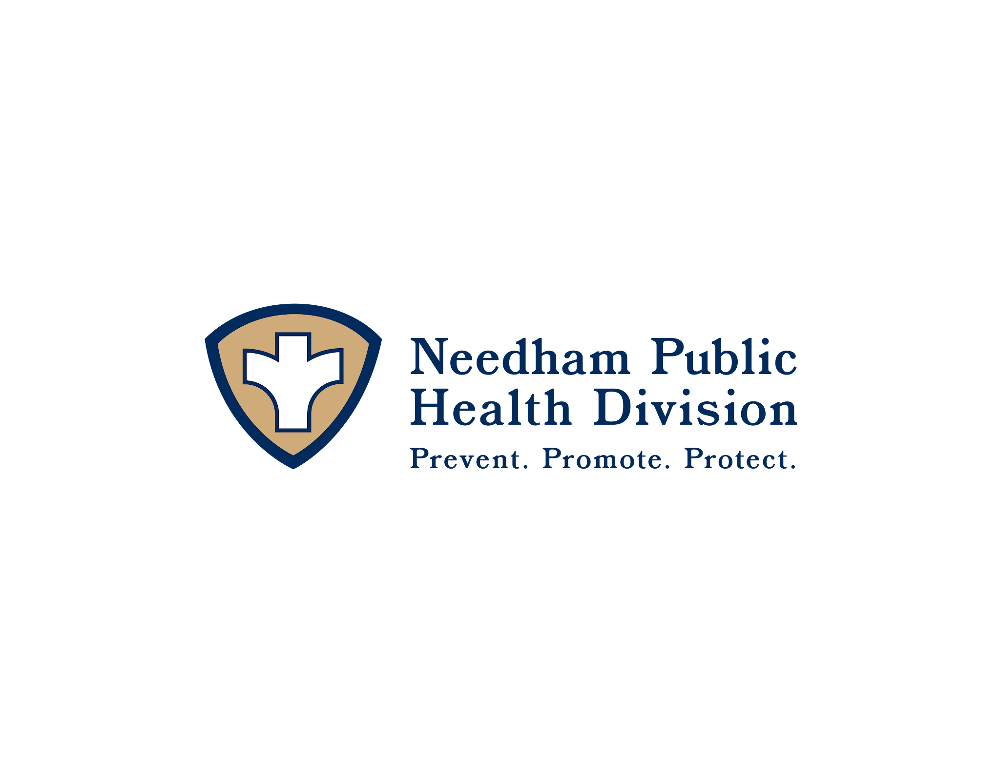 Needham Public
Health Division
Prevent. Promote. Protect.